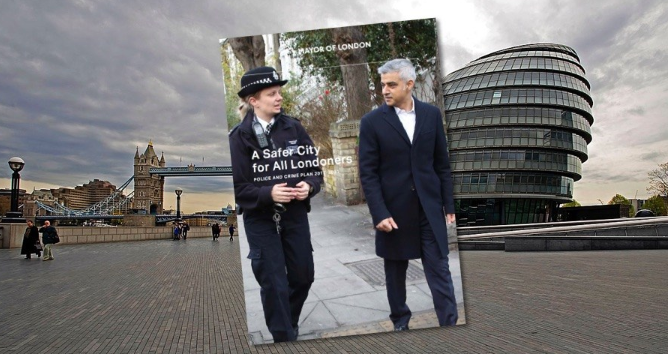 MAYOR OF LONDON
A Safer City
for All Londoners
POLICE AND CRIME PLAN